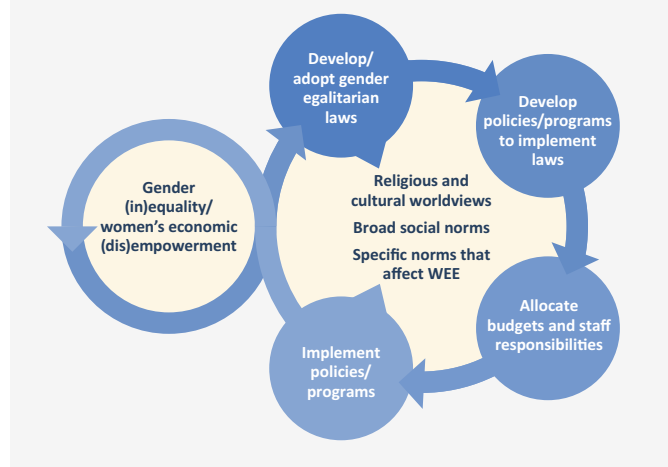 Develop/
adopt gender
egalitarian
laws
Develop
policies/programs
to implement
laws
Gender
(in)equality/
women's economic
(dis)empowerment
Religious and
cultural worldviews
Broad social norms
Specific norms that
affect WEE
Allocate
budgets and staff
responsibilities
Implement
policies/
programs